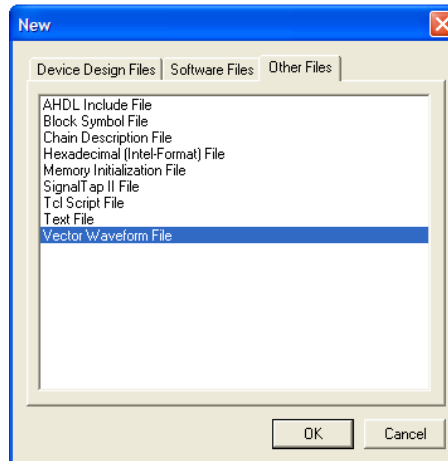 New
Device Design Files Software Files Other Files
AHDL Include File
Block Symbol File
Chain Description File
Hexadecimal (Intel-Format) File
Memory Initialization File
SignalTap II File
Tcl Script File
Text File
Vector Waveform File
OK Cancel